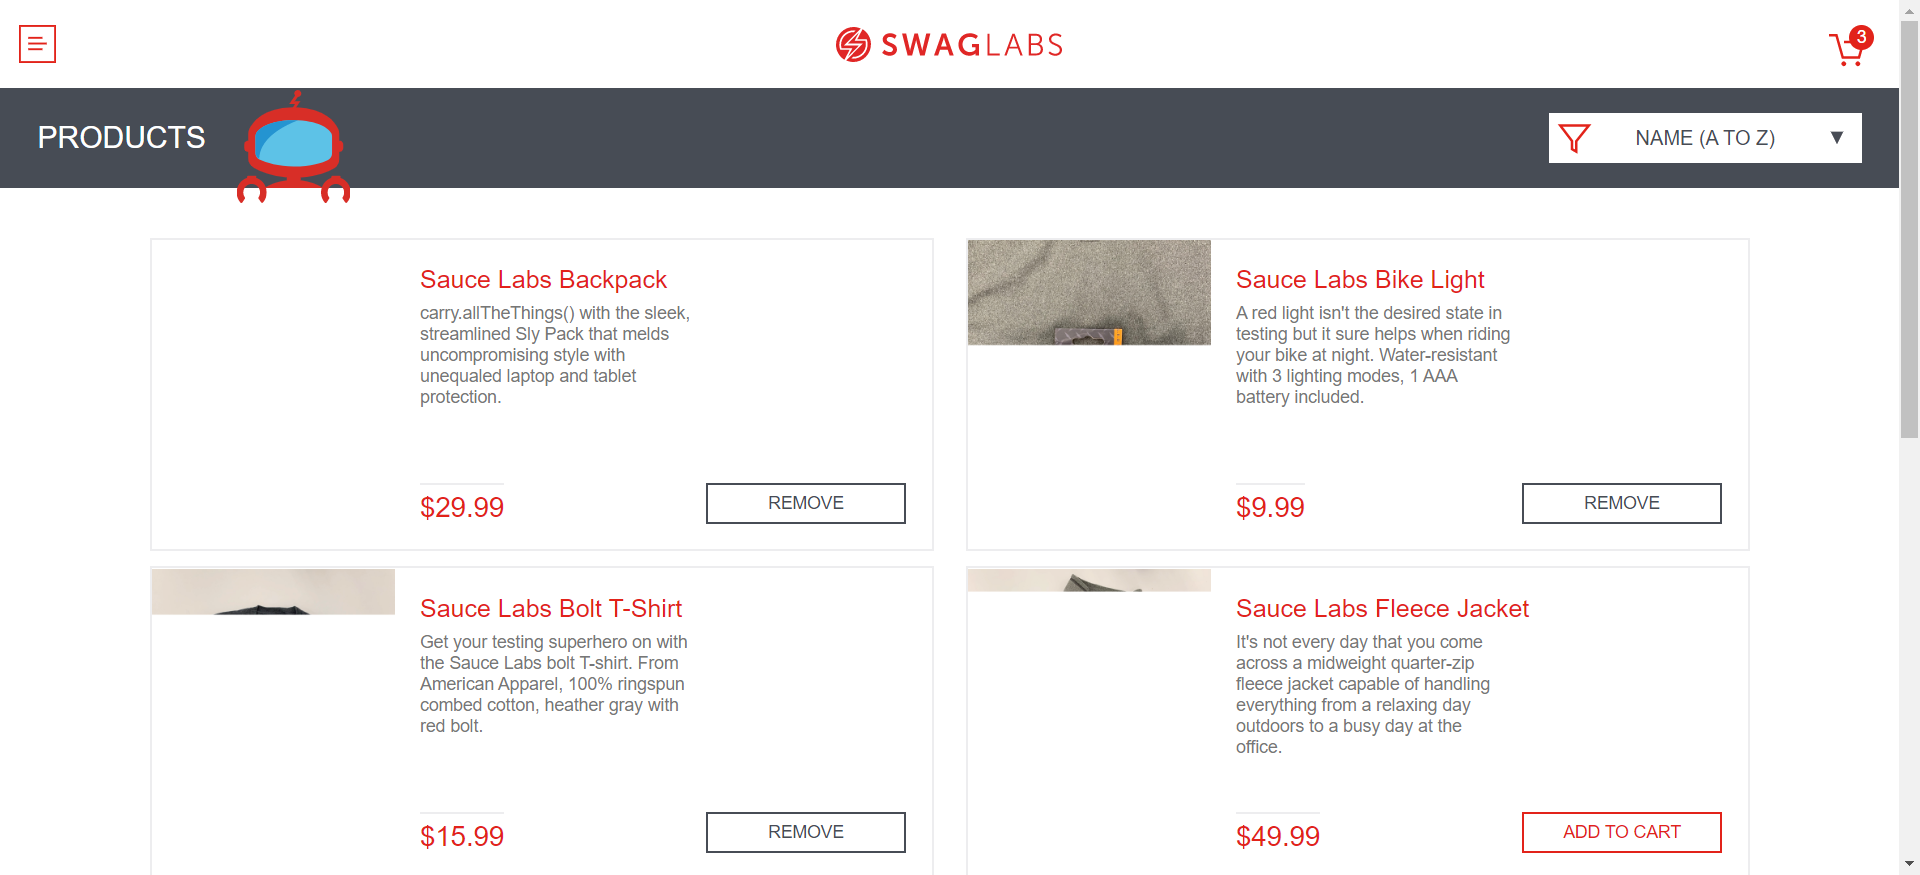 SWAGLABS
3
PRODUCTS
NAME (A TO Z)
Sauce Labs Backpack
carry.allTheThings() with the sleek,
streamlined Sly Pack that melds
uncompromising style with
unequaled laptop and tablet
protection.
$29.99
REMOVE
Sauce Labs Bike Light
A red light isn't the desired state in
testing but it sure helps when riding
your bike at night. Water-resistant
with 3 lighting modes, 1 AAA
battery included.
$9.99
REMOVE
Sauce Labs Bolt T-Shirt
Get your testing superhero on with
the Sauce Labs bolt T-shirt. From
American Apparel, 100% ringspun
combed cotton, heather gray with
red bolt.
$15.99
REMOVE
Sauce Labs Fleece Jacket
It's not every day that you come
across a midweight quarter-zip
fleece jacket capable of handling
everything from a relaxing day
outdoors to a busy day at the
office.
$49.99
ADD TO CART